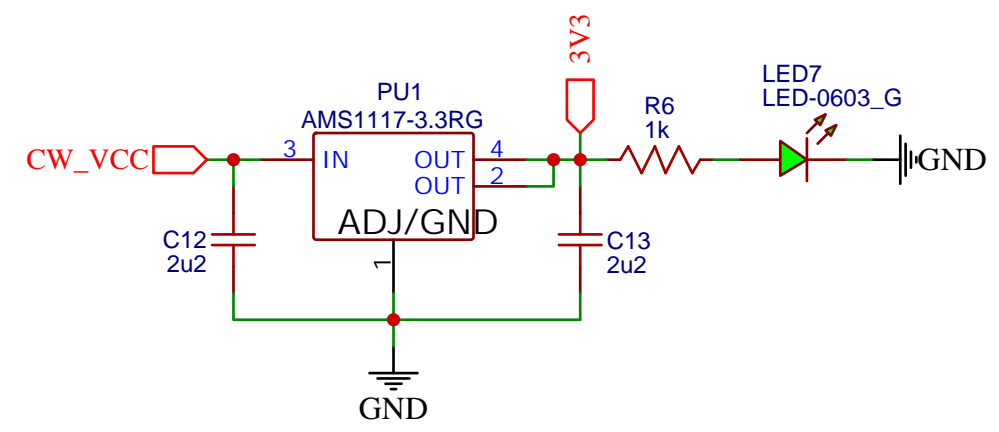 3V3
LED7
LED-0603_G
PU1
AMS1117-3.3RG
R6
1k
CW_VCC
3
IN
OUT
4
OUT
2
GND
ADJ/GND
C12
2u2
1
C13
2u2
GND